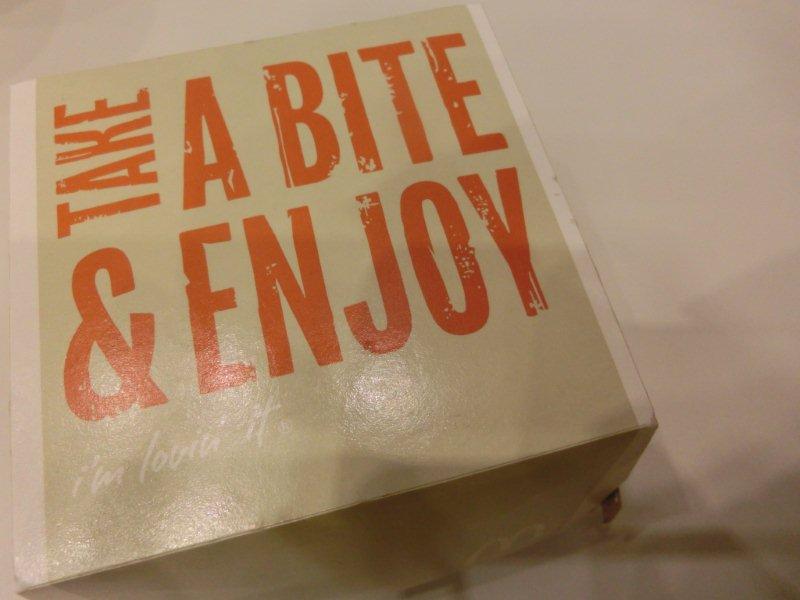 TAKE A BITE
& ENJOY
i'm lovin' it®